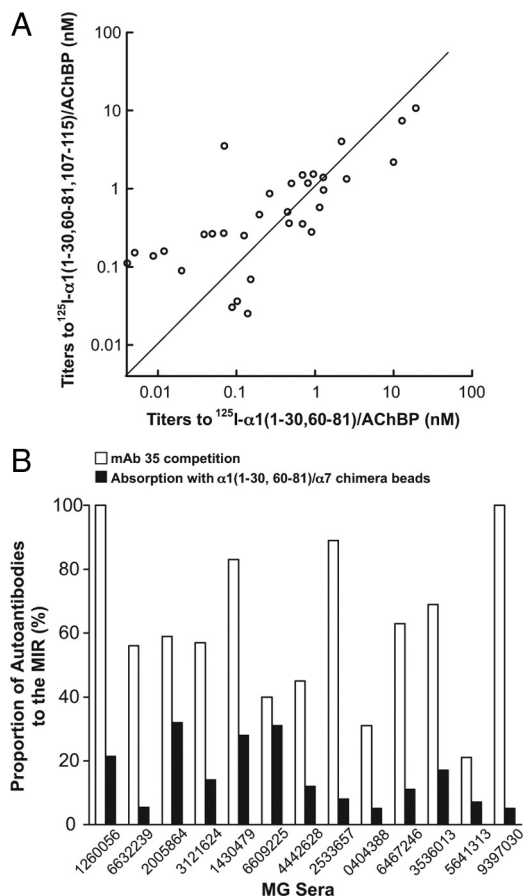 A
Titers to ¹²⁵I-α1(1-30,60-81,107-115)/AChBP (nM)
100
10
1
0.1
0.01
0.01 0.1 1 10 100
Titers to ¹²⁵I-α1(1-30,60-81)/AChBP (nM)
B
mAb 35 competition
Absorption with α1(1-30, 60-81)/α7 chimera beads
Proportion of Autoantibodies
to the MIR (%)
100
80
60
40
20
0
1260056 6632239 2005864 3121624 1430479 6609225 4442628 2533657 0404388 6467246 3536013 5641313 9397030
MG Sera